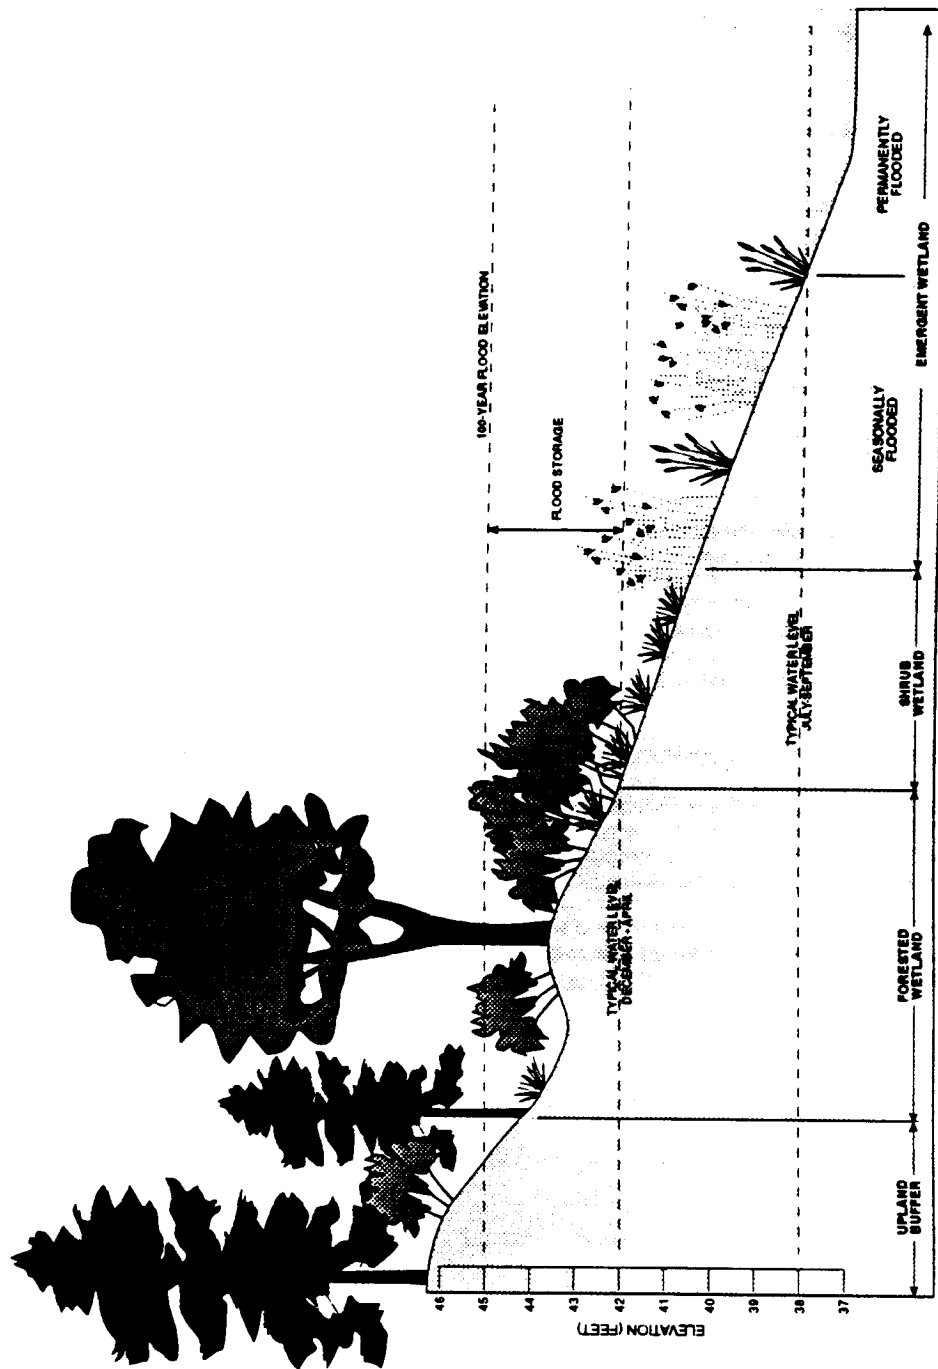 100-YEAR FLOOD ELEVATION
FLOOD STORAGE
TYPICAL WATER LEVEL
DECEMBER - APRIL
TYPICAL WATER LEVEL
JULY-SEPTEMBER
ELEVATION (FEET)
46
45
44
43
42
41
40
39
38
37
UPLAND
BUFFER
FORESTED
WETLAND
SHRUB
WETLAND
SEASONALLY
FLOODED
PERMANENTLY
FLOODED
EMERGENT WETLAND